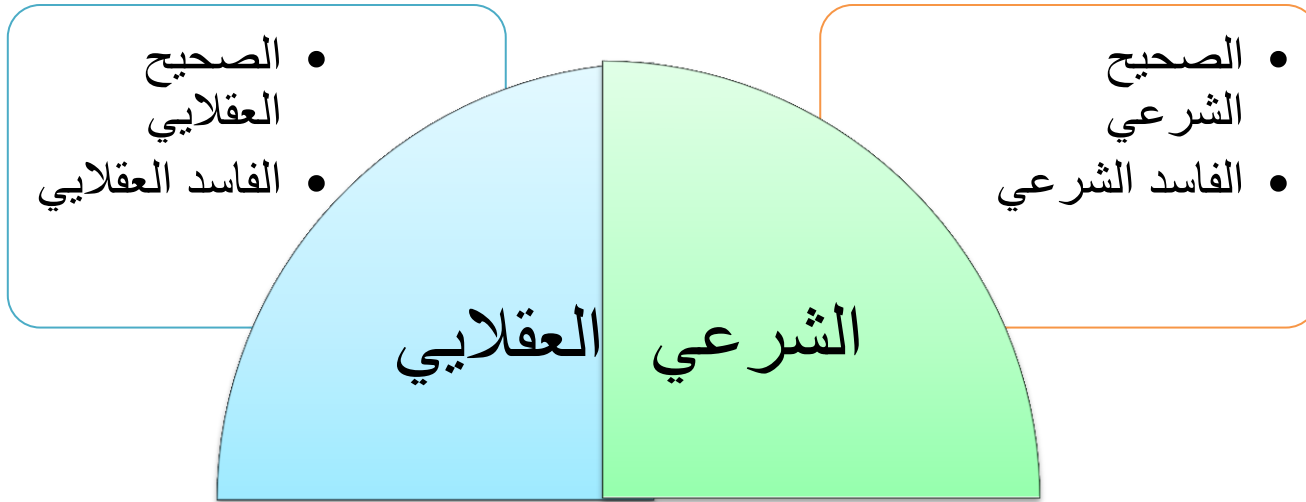 • الصحيح
الشرعي
• الفاسد الشرعي
• الصحيح
العقلايي
• الفاسد العقلايي
الشرعي
العقلايي